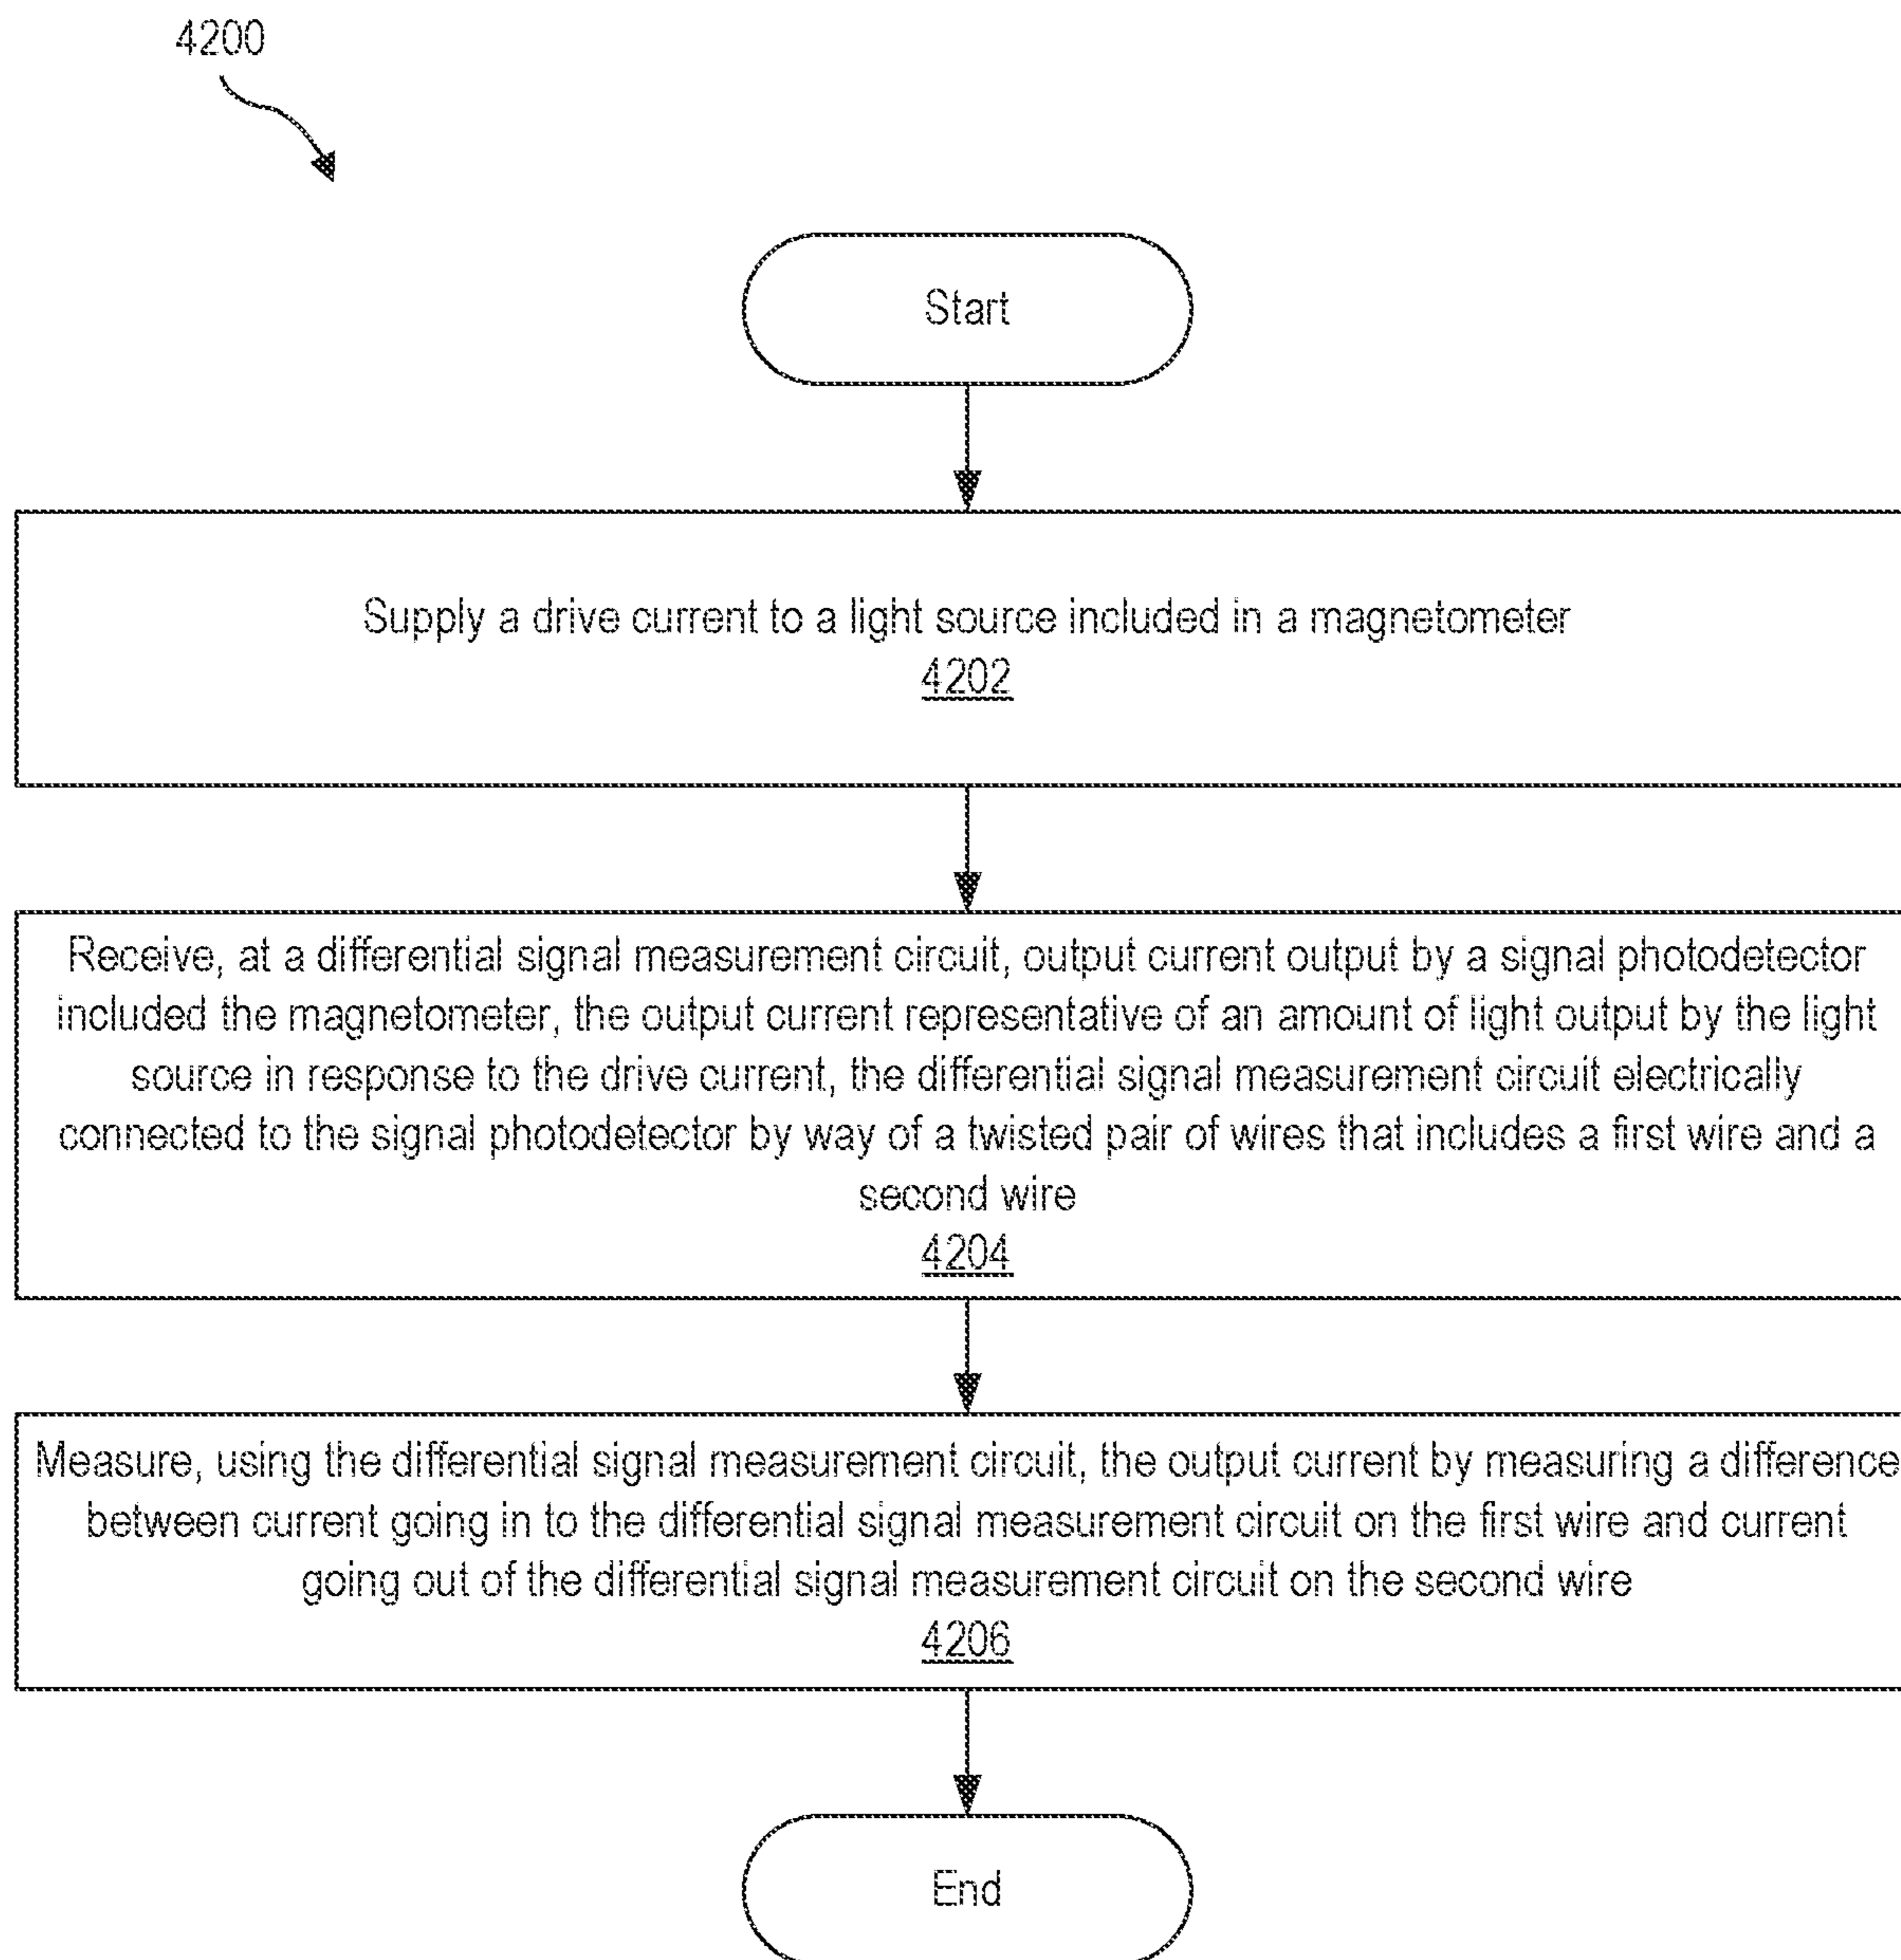 4200
Start
Supply a drive current to a light source included in a magnetometer
4202
Receive, at a differential signal measurement circuit, output current output by a signal photodetector
included the magnetometer, the output current representative of an amount of light output by the light
source in response to the drive current, the differential signal measurement circuit electrically
connected to the signal photodetector by way of a twisted pair of wires that includes a first wire and a
second wire
4204
Measure, using the differential signal measurement circuit, the output current by measuring a difference
between current going in to the differential signal measurement circuit on the first wire and current
going out of the differential signal measurement circuit on the second wire
4206
End